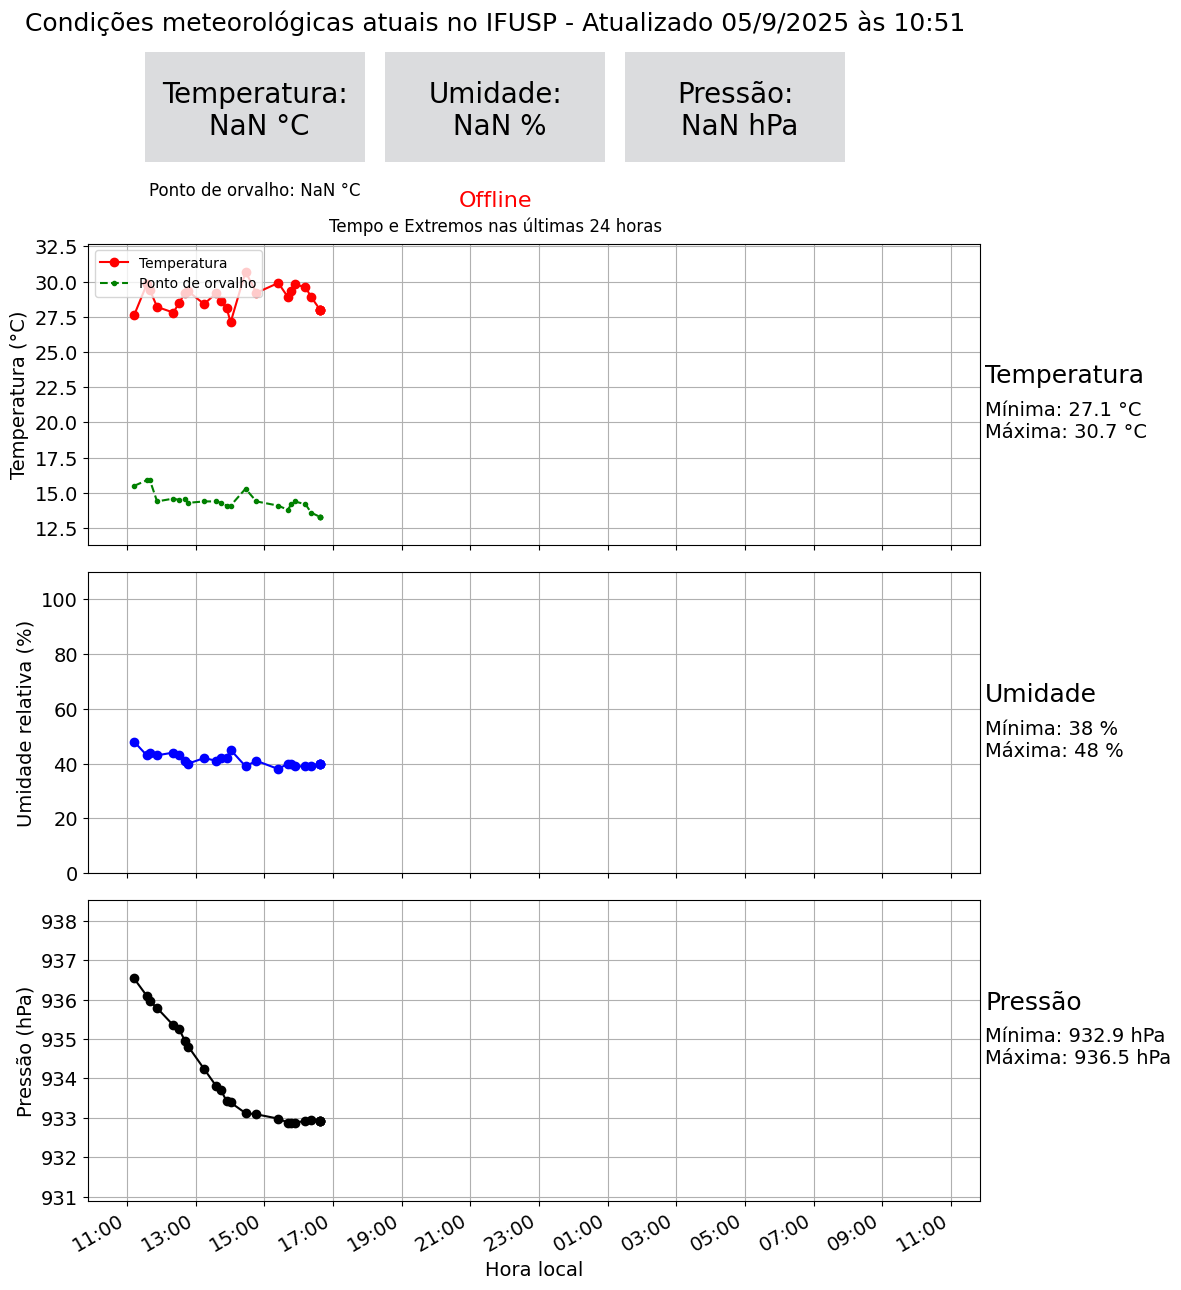 Condições meteorológicas atuais no IFUSP - Atualizado 05/9/2025 às 10:51
Temperatura:
NaN °C
Umidade:
NaN %
Pressão:
NaN hPa
Ponto de orvalho: NaN °C
Offline
Tempo e Extremos nas últimas 24 horas
32.5
30.0
27.5
25.0
22.5
20.0
17.5
15.0
12.5
Temperatura (°C)
Temperatura
Ponto de orvalho
Temperatura
Mínima: 27.1 °C
Máxima: 30.7 °C
100
80
60
40
20
0
Umidade relativa (%)
Umidade
Mínima: 38 %
Máxima: 48 %
938
937
936
935
934
933
932
931
Pressão (hPa)
Pressão
Mínima: 932.9 hPa
Máxima: 936.5 hPa
11:00
13:00
15:00
17:00
19:00
21:00
23:00
01:00
03:00
05:00
07:00
09:00
11:00
Hora local